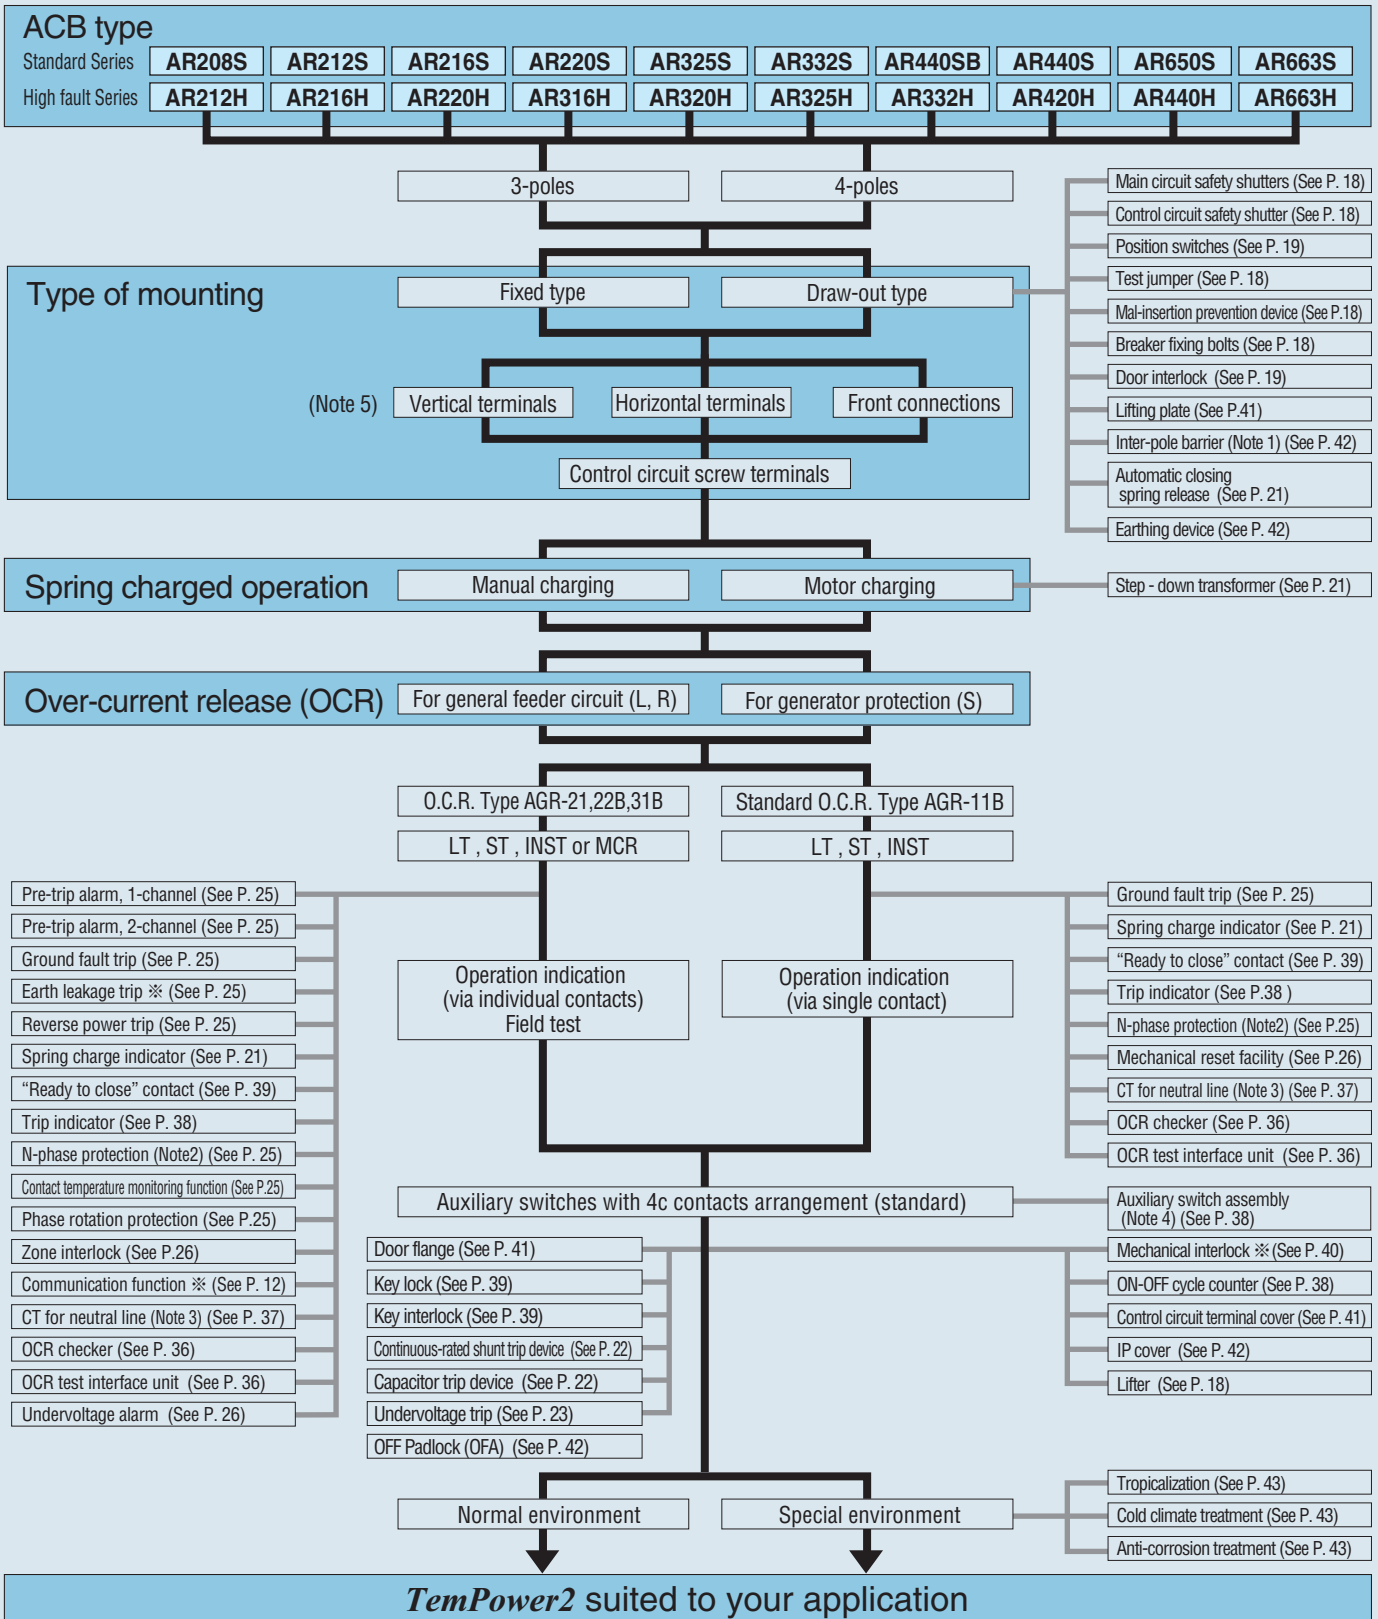 ACB type
Standard Series AR208S AR212S AR216S AR220S AR325S AR332S AR440SB AR440S AR650S AR663S
High fault Series AR212H AR216H AR220H AR316H AR320H AR325H AR332H AR420H AR440H AR663H
3-poles
4-poles
Main circuit safety shutters (See P. 18)
Control circuit safety shutter (See P. 18)
Position switches (See P. 19)
Test jumper (See P. 18)
Mal-insertion prevention device (See P.18)
Breaker fixing bolts (See P. 18)
Door interlock (See P. 19)
Lifting plate (See P.41)
Inter-pole barrier (Note 1) (See P. 42)
Automatic closing
spring release (See P. 21)
Earthing device (See P. 42)
Type of mounting
Fixed type
Draw-out type
(Note 5)
Vertical terminals
Horizontal terminals
Front connections
Control circuit screw terminals
Spring charged operation
Manual charging
Motor charging
Step - down transformer (See P. 21)
Over-current release (OCR)
For general feeder circuit (L, R)
For generator protection (S)
O.C.R. Type AGR-21,22B,31B
Standard O.C.R. Type AGR-11B
LT , ST , INST or MCR
LT , ST , INST
Pre-trip alarm, 1-channel (See P. 25)
Pre-trip alarm, 2-channel (See P. 25)
Ground fault trip (See P. 25)
Earth leakage trip ※ (See P. 25)
Reverse power trip (See P. 25)
Spring charge indicator (See P. 21)
“Ready to close” contact (See P. 39)
Trip indicator (See P. 38)
N-phase protection (Note2) (See P. 25)
Contact temperature monitoring function (See P.25)
Phase rotation protection (See P.25)
Zone interlock (See P.26)
Communication function ※ (See P. 12)
CT for neutral line (Note 3) (See P. 37)
OCR checker (See P. 36)
OCR test interface unit (See P. 36)
Undervoltage alarm (See P. 26)
Operation indication
(via individual contacts)
Field test
Operation indication
(via single contact)
Ground fault trip (See P. 25)
Spring charge indicator (See P. 21)
“Ready to close” contact (See P. 39)
Trip indicator (See P.38 )
N-phase protection (Note2) (See P.25)
Mechanical reset facility (See P.26)
CT for neutral line (Note 3) (See P. 37)
OCR checker (See P. 36)
OCR test interface unit (See P. 36)
Auxiliary switches with 4c contacts arrangement (standard)
Auxiliary switch assembly
(Note 4) (See P. 38)
Door flange (See P. 41)
Key lock (See P. 39)
Key interlock (See P. 39)
Continuous-rated shunt trip device (See P. 22)
Capacitor trip device (See P. 22)
Undervoltage trip (See P. 23)
OFF Padlock (OFA) (See P. 42)
Mechanical interlock ※ (See P. 40)
ON-OFF cycle counter (See P. 38)
Control circuit terminal cover (See P. 41)
IP cover (See P. 42)
Lifter (See P. 18)
Normal environment
Special environment
Tropicalization (See P. 43)
Cold climate treatment (See P. 43)
Anti-corrosion treatment (See P. 43)
TemPower2 suited to your application